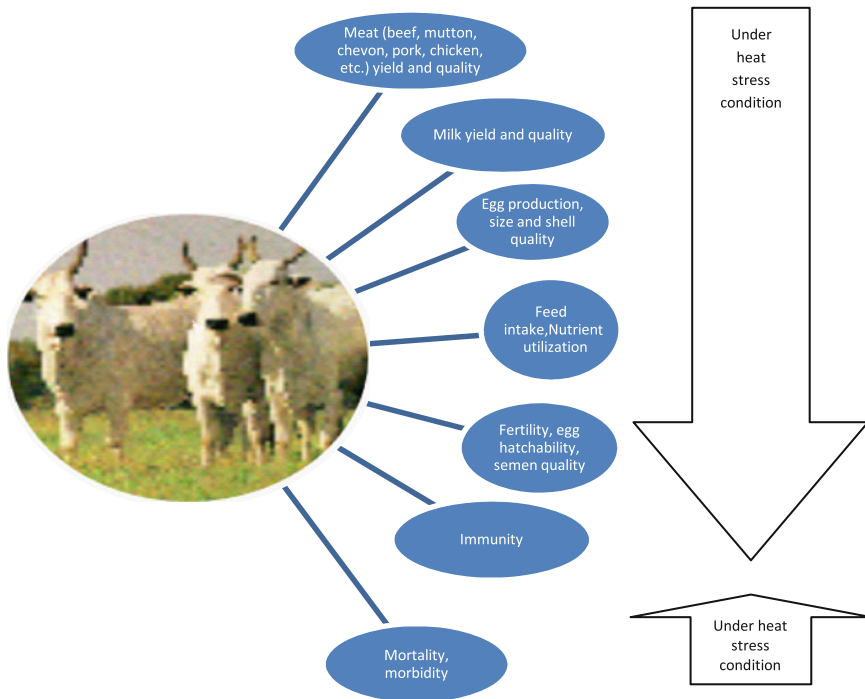 Meat (beef, mutton,
chevon, pork, chicken,
etc.) yield and quality
Milk yield and quality
Egg production,
size and shell
quality
Feed
intake,Nutrient
utilization
Fertility, egg
hatchability,
semen quality
Immunity
Mortality,
morbidity
Under
heat
stress
condition
Under heat
stress
condition